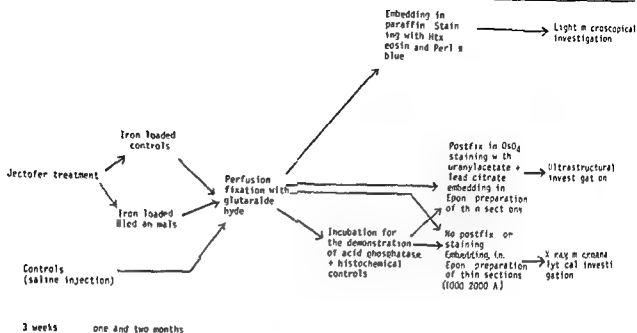 Embedding in
paraffin Stain
ing with Htx
eosin and Perl s
blue
Light m croscopical
investigation
Iron loaded
controls
Jectofer treatment
Iron loaded
Bled an mals
Controls
(saline injection)
Perfusion
fixation with
glutaralde
hyde
Postfix in OsO4
staining w th
uranylacetate +
lead citrate
embedding in
Epon preparation
of th n sect ons
Ultrastructural
invest gat on
Incubation for
the demonstration
of acid phosphatase
+ histochemical
controls
No postfix or
staining
Embedding in.
Epon preparation
of thin sections
(1000 2000 A)
X ray m croana
lyt cal investi
gation
3 weeks one and two months